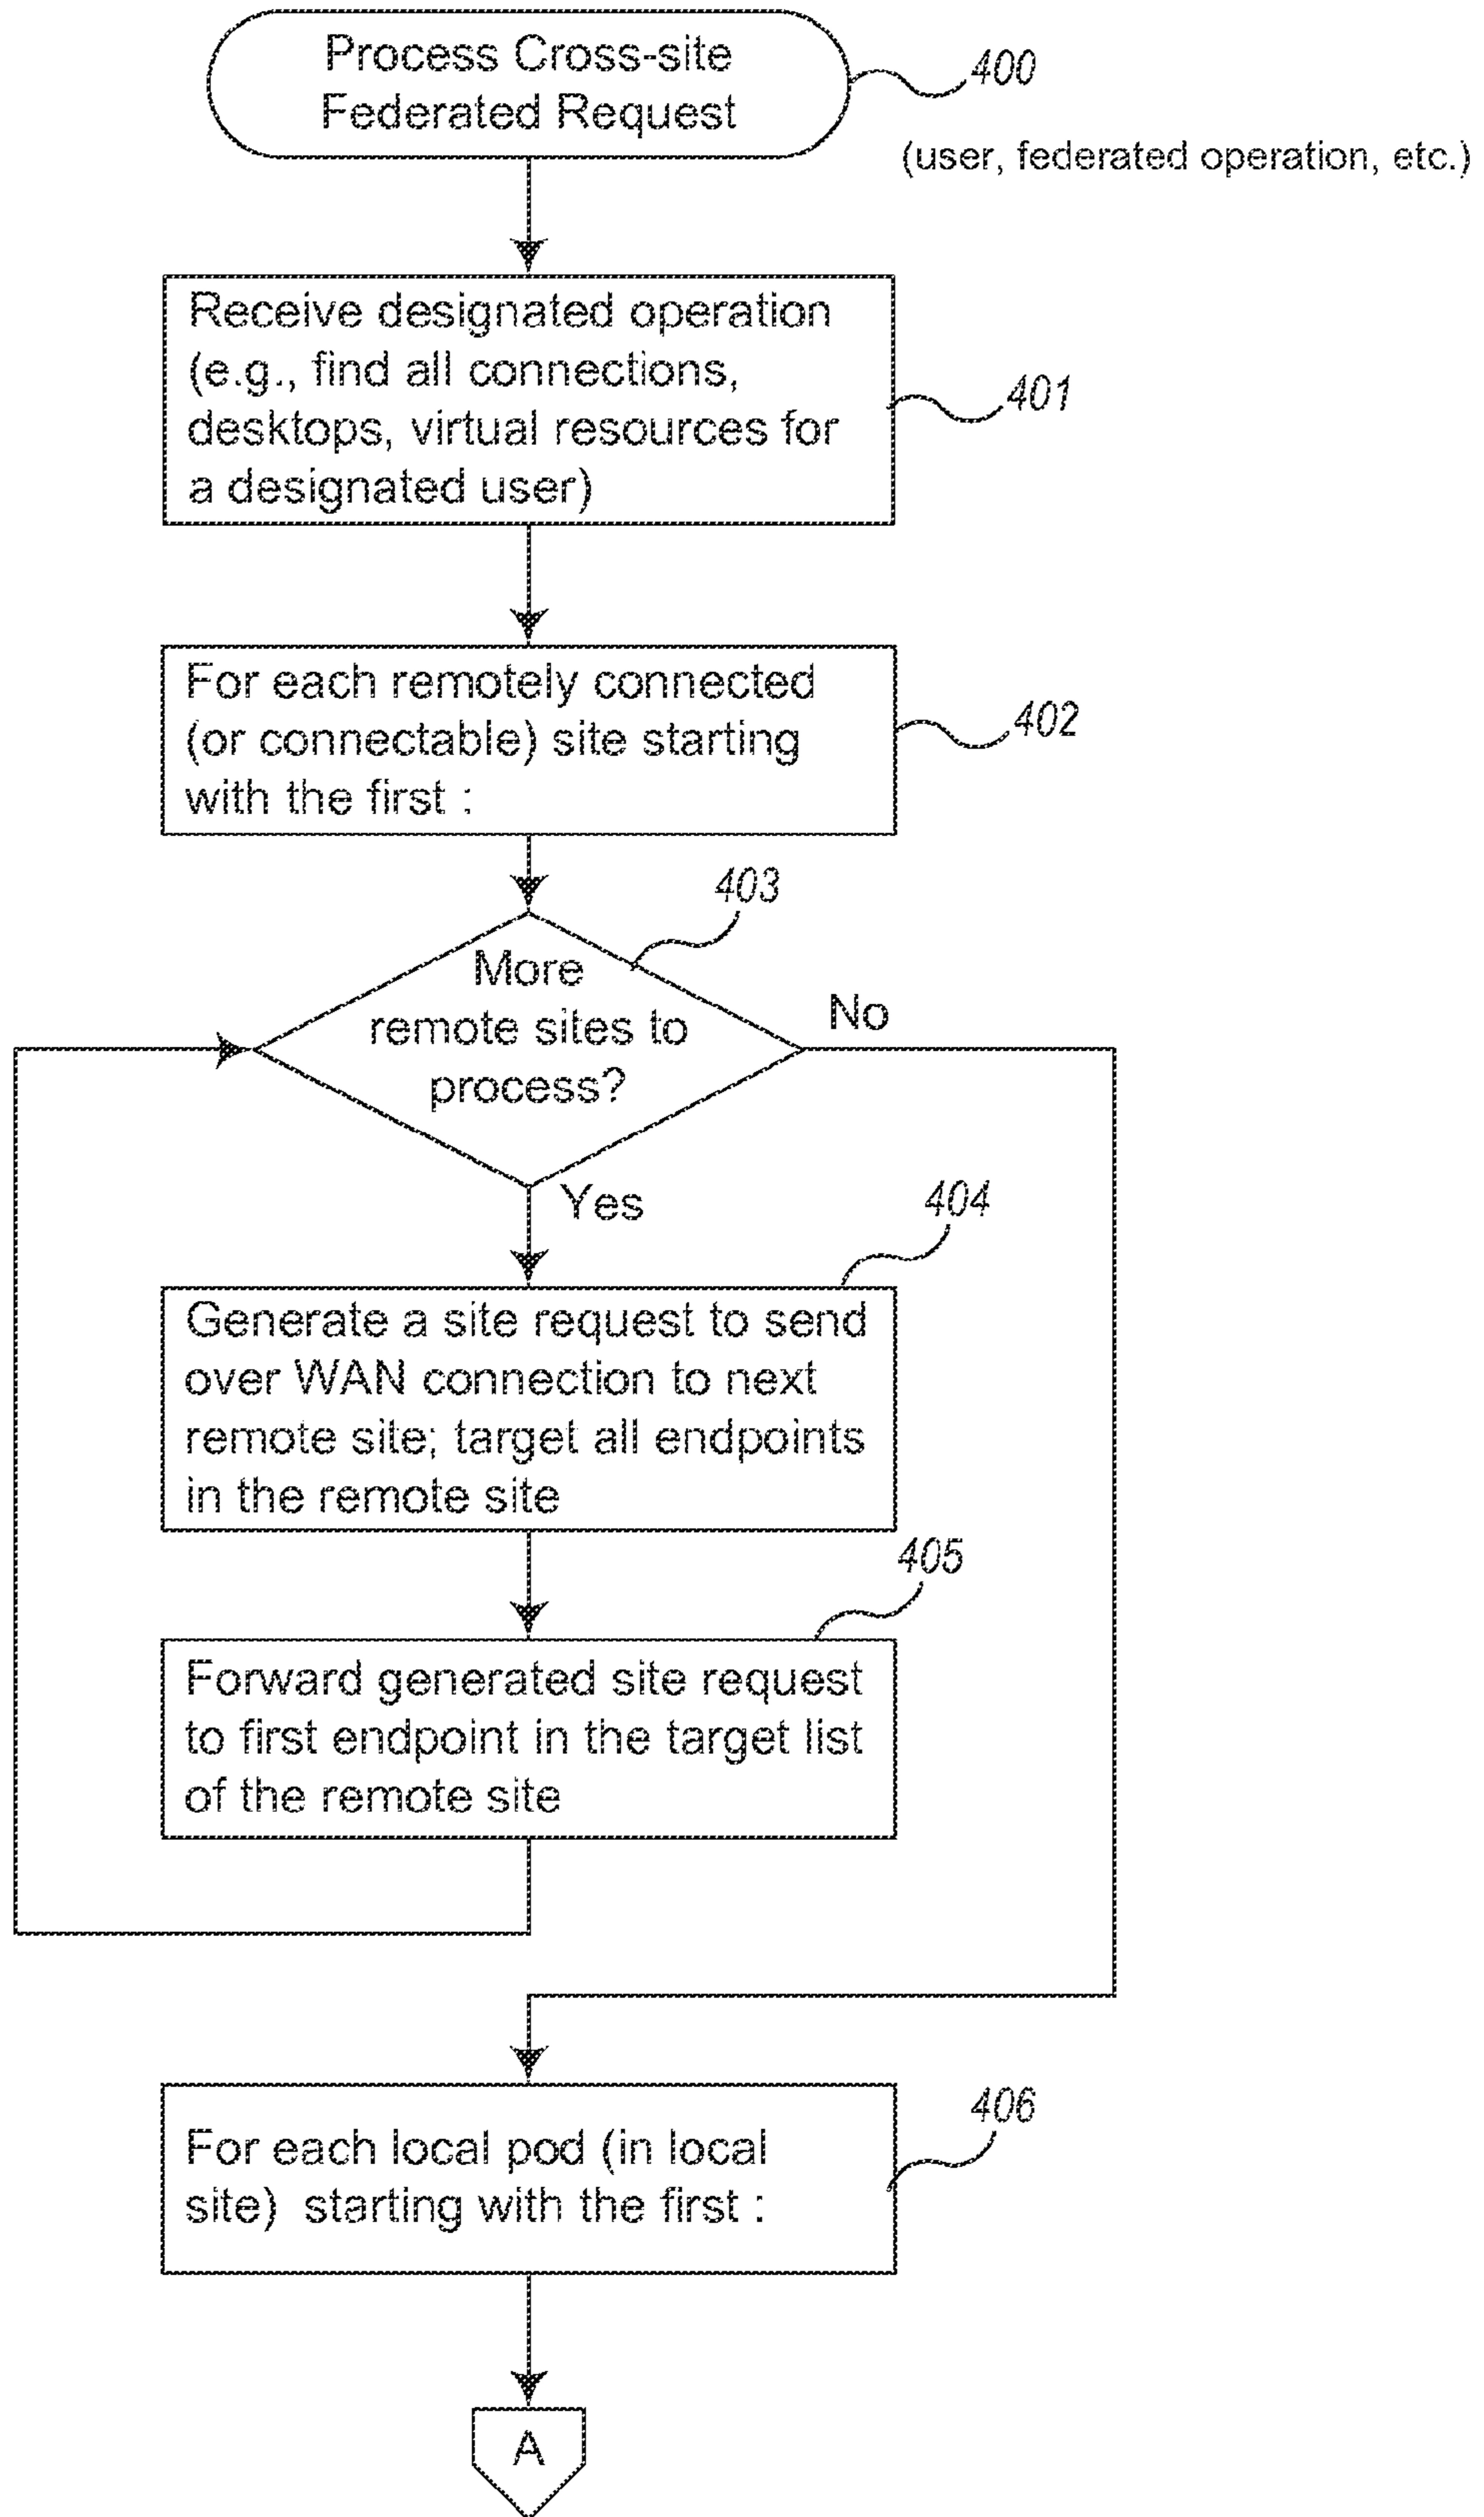 Process Cross-site
Federated Request
400
(user, federated operation, etc.)
Receive designated operation
(e.g., find all connections,
desktops, virtual resources for
a designated user)
401
For each remotely connected
(or connectable) site starting
with the first :
402
403
More
remote sites to
process?
No
Yes
404
Generate a site request to send
over WAN connection to next
remote site; target all endpoints
in the remote site
405
Forward generated site request
to first endpoint in the target list
of the remote site
For each local pod (in local
site) starting with the first :
406
A